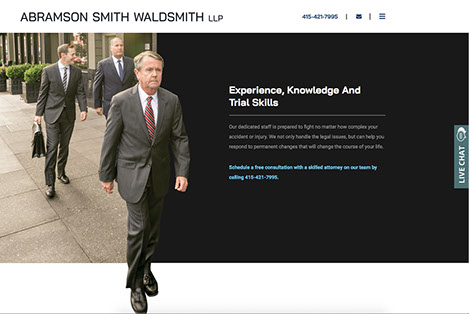 ABRAMSON SMITH WALDSMITH LLP
415-421-7995 | | 
Experience, Knowledge And
Trial Skills
Our dedicated staff is prepared to fight no matter how complex your
accident or injury. We not only handle the legal issues, but can help you
respond to permanent changes that will change the course of your life.
Schedule a free consultation with a skilled attorney on our team by
calling 415-421-7995.
LIVE CHAT